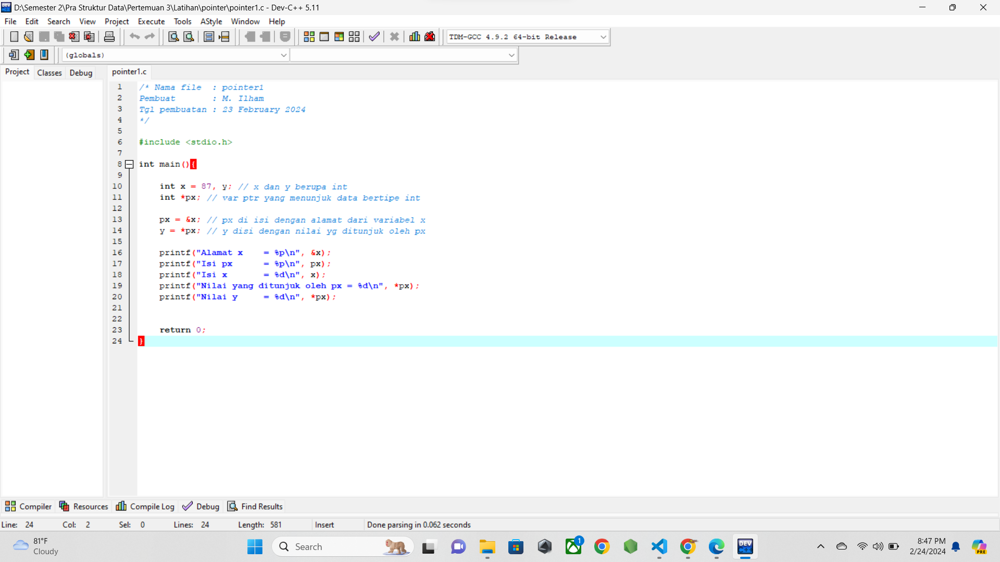 D:\Semester 2\Pra Struktur Data\Pertemuan 3\Latihan\pointer\pointer1.c - Dev-C++ 5.11
File Edit Search View Project Execute Tools AStyle Window Help
TDM-GCC 4.9.2 64-bit Release
(globals)
Project Classes Debug pointer1.c
1 /* Nama file  : pointer1
2 Pembuat       : M. Ilham
3 Tgl pembuatan : 23 February 2024
4 */
5
6 #include <stdio.h>
7
8 int main(){
9
10     int x = 87, y; // x dan y berupa int
11     int *px; // var ptr yang menunjuk data bertipe int
12
13     px = &x; // px di isi dengan alamat dari variabel x
14     y = *px; // y disi dengan nilai yg ditunjuk oleh px
15
16     printf("Alamat x    = %p\n", &x);
17     printf("Isi px      = %p\n", px);
18     printf("Isi x       = %d\n", x);
19     printf("Nilai yang ditunjuk oleh px = %d\n", *px);
20     printf("Nilai y     = %d\n", *px);
21
22
23     return 0;
24 }
Compiler Resources Compile Log Debug Find Results
Line: 24 Col: 2 Sel: 0 Lines: 24 Length: 581 Insert Done parsing in 0.062 seconds
81°F
Cloudy
Search
1
DEV
C++
8:47 PM
2/24/2024
PRE